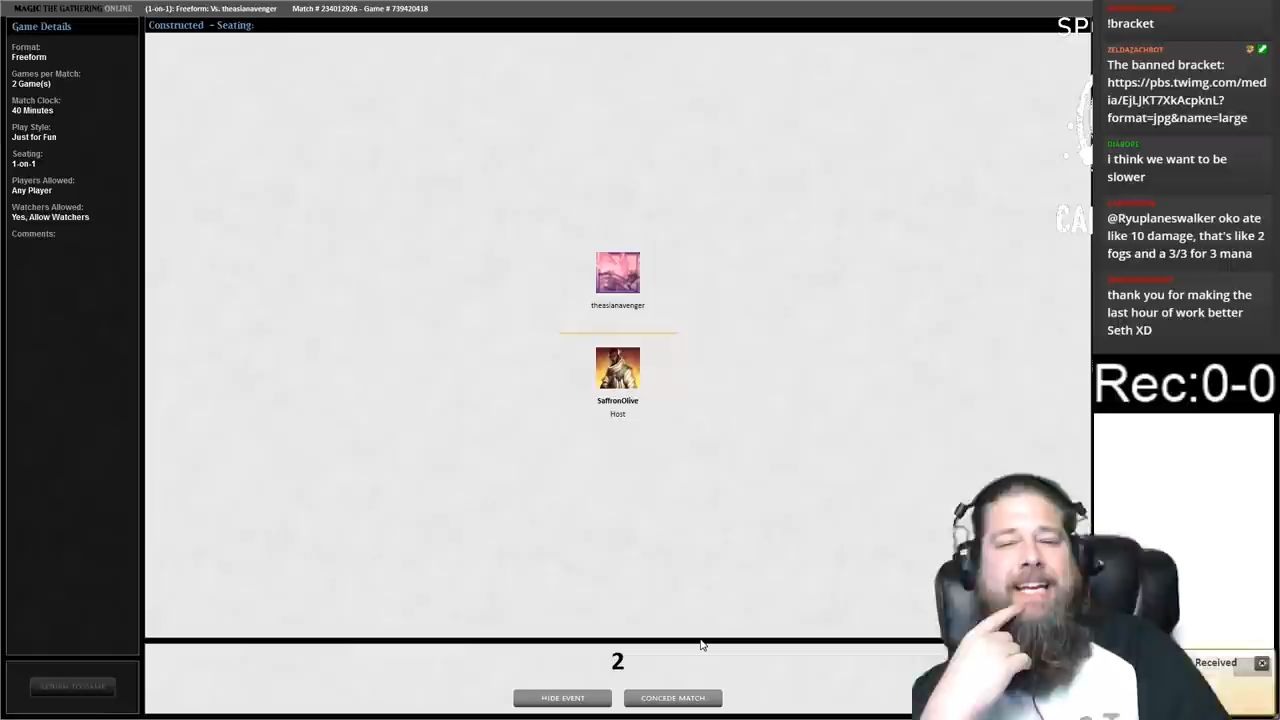 MAGIC THE GATHERING ONLINE
(1-on-1): Freeform: Vs. theasianavenger
Match # 234012926 - Game # 739420418
Game Details
Format:
Freeform
Games per Match:
2 Game(s)
Match Clock:
40 Minutes
Play Style:
Just for Fun
Seating:
1-on-1
Players Allowed:
Any Player
Watchers Allowed:
Yes, Allow Watchers
Comments:
Constructed - Seating:
SP
CA
theasianavenger
SaffronOlive
Host
2
HIDE EVENT
CONCEDE MATCH
!bracket
ZELDAZACHBOT
The banned bracket:
https://pbs.twimg.com/med
ia/EjLJKT7XkAcpknL?
format=jpg&name=large
DIABORE
i think we want to be
slower
@Ryuplaneswalker oko ate
like 10 damage, that's like 2
fogs and a 3/3 for 3 mana
thank you for making the
last hour of work better
Seth XD
Rec:0-0
Received